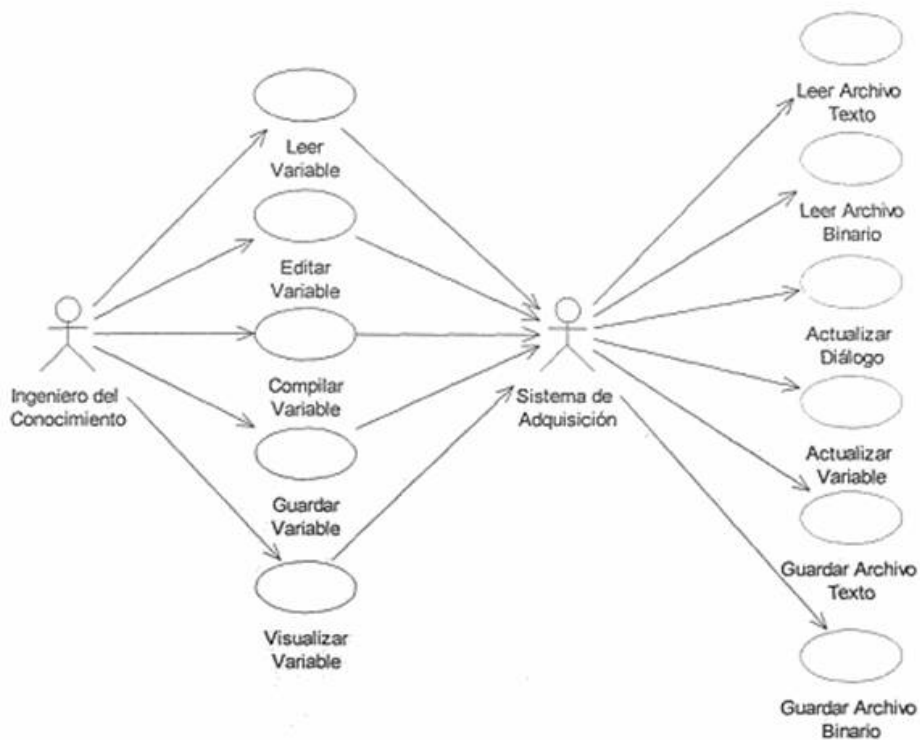 Leer
Variable
Editar
Variable
Ingeniero del
Conocimiento
Compilar
Variable
Guardar
Variable
Visualizar
Variable
Sistema de
Adquisición
Leer Archivo
Texto
Leer Archivo
Binario
Actualizar
Diálogo
Actualizar
Variable
Guardar Archivo
Texto
Guardar Archivo
Binario